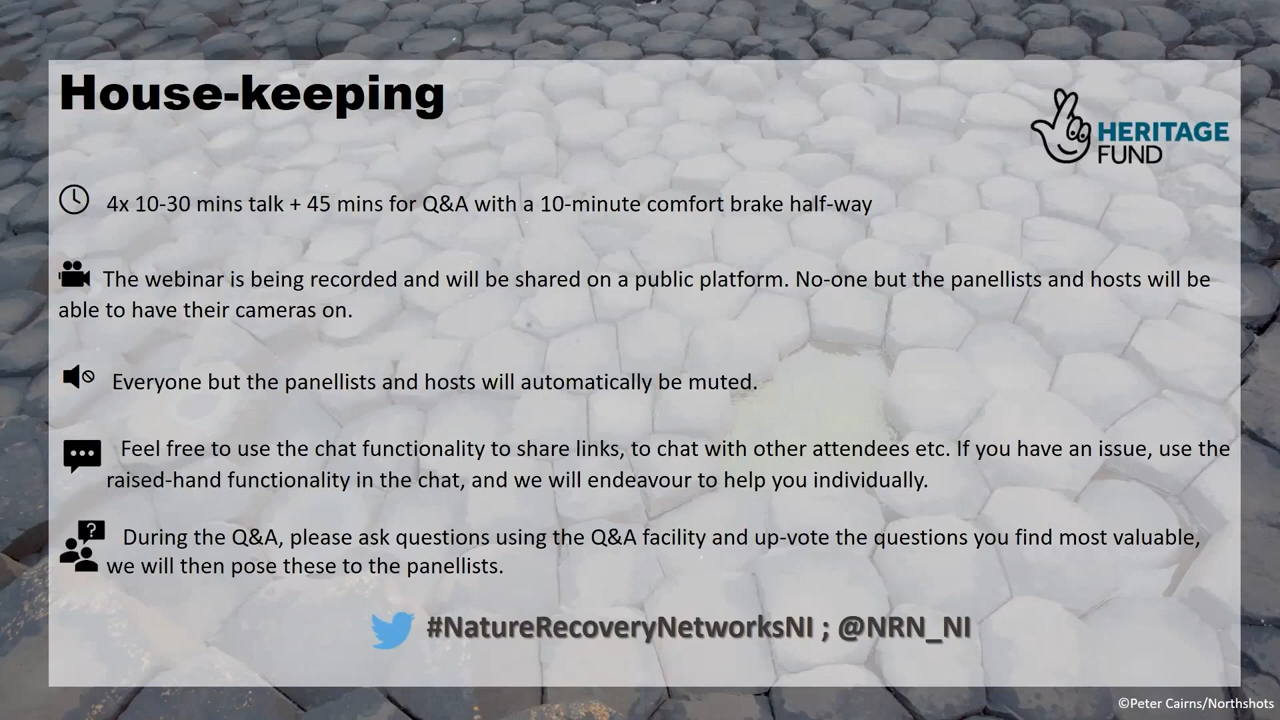 House-keeping
HERITAGE
FUND
4x 10-30 mins talk + 45 mins for Q&A with a 10-minute comfort brake half-way
The webinar is being recorded and will be shared on a public platform. No-one but the panellists and hosts will be
able to have their cameras on.
Everyone but the panellists and hosts will automatically be muted.
Feel free to use the chat functionality to share links, to chat with other attendees etc. If you have an issue, use the
raised-hand functionality in the chat, and we will endeavour to help you individually.
?
During the Q&A, please ask questions using the Q&A facility and up-vote the questions you find most valuable,
we will then pose these to the panellists.
#NatureRecoveryNetworksNI ; @NRN_NI
©Peter Cairns/Northshots